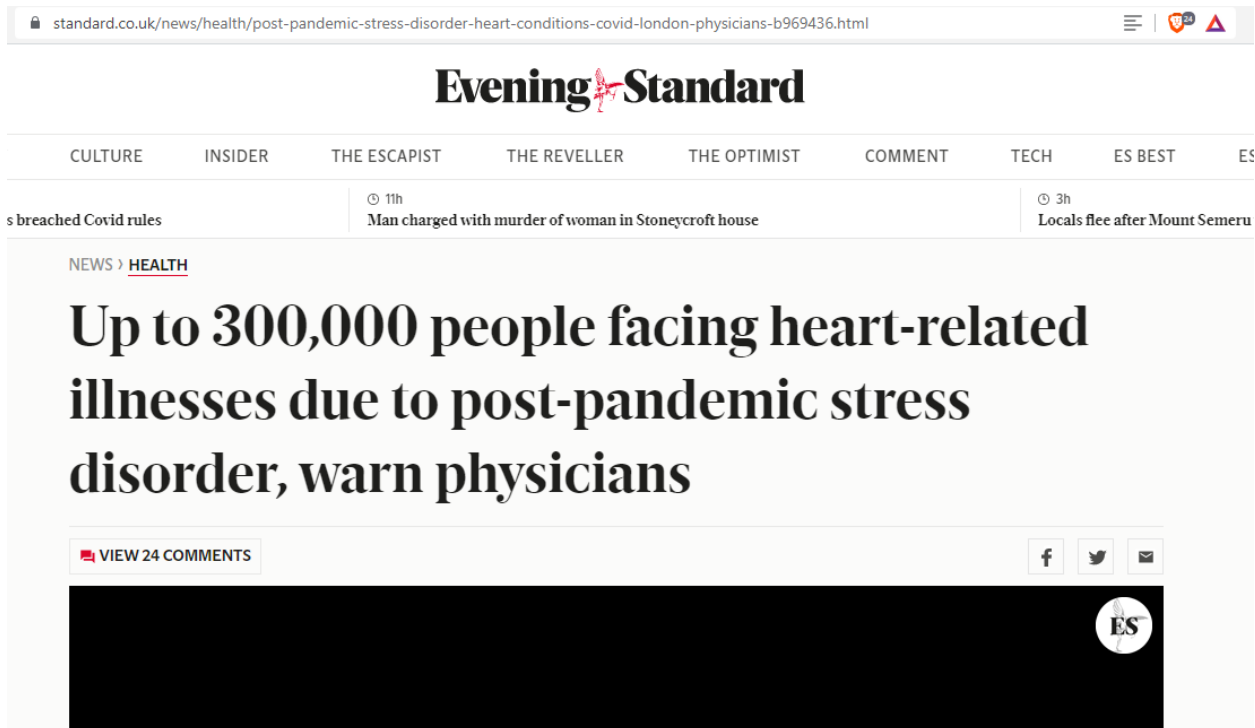 standard.co.uk/news/health/post-pandemic-stress-disorder-heart-conditions-covid-london-physicians-b969436.html
24
Evening Standard
CULTURE INSIDER THE ESCAPIST THE REVELLER THE OPTIMIST COMMENT TECH ES BEST ES
11h 3h
s breached Covid rules Man charged with murder of woman in Stoneycroft house Locals flee after Mount Semeru
NEWS › HEALTH
Up to 300,000 people facing heart-related
illnesses due to post-pandemic stress
disorder, warn physicians
VIEW 24 COMMENTS
ES